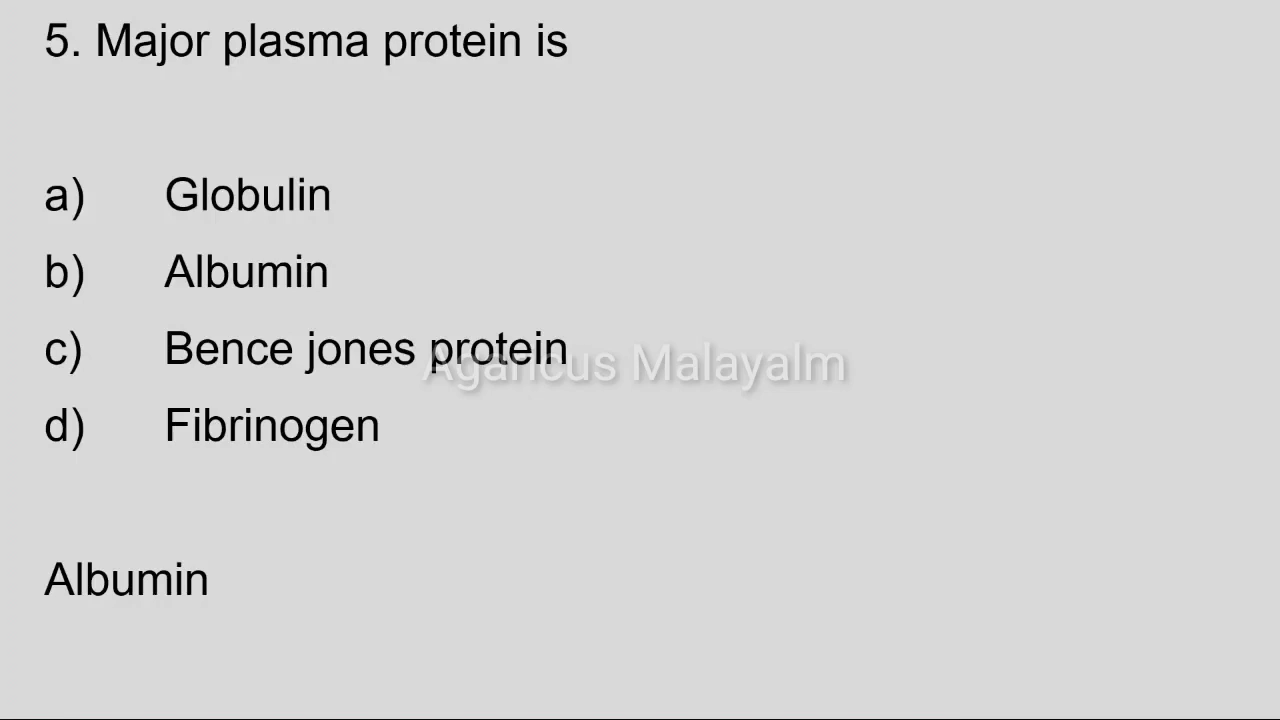 5. Major plasma protein is
a) Globulin
b) Albumin
c) Bence jones protein
Agaricus Malayalm
d) Fibrinogen
Albumin